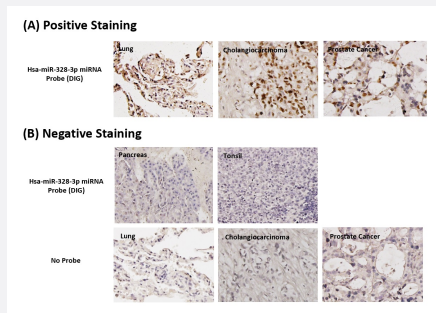 (A) Positive Staining
Lung
Cholangiocarcinoma
Prostate Cancer
Hsa-miR-328-3p miRNA
Probe (DIG)
(B) Negative Staining
Pancreas
Tonsil
Hsa-miR-328-3p miRNA
Probe (DIG)
Lung
Cholangiocarcinoma
Prostate Cancer
No Probe